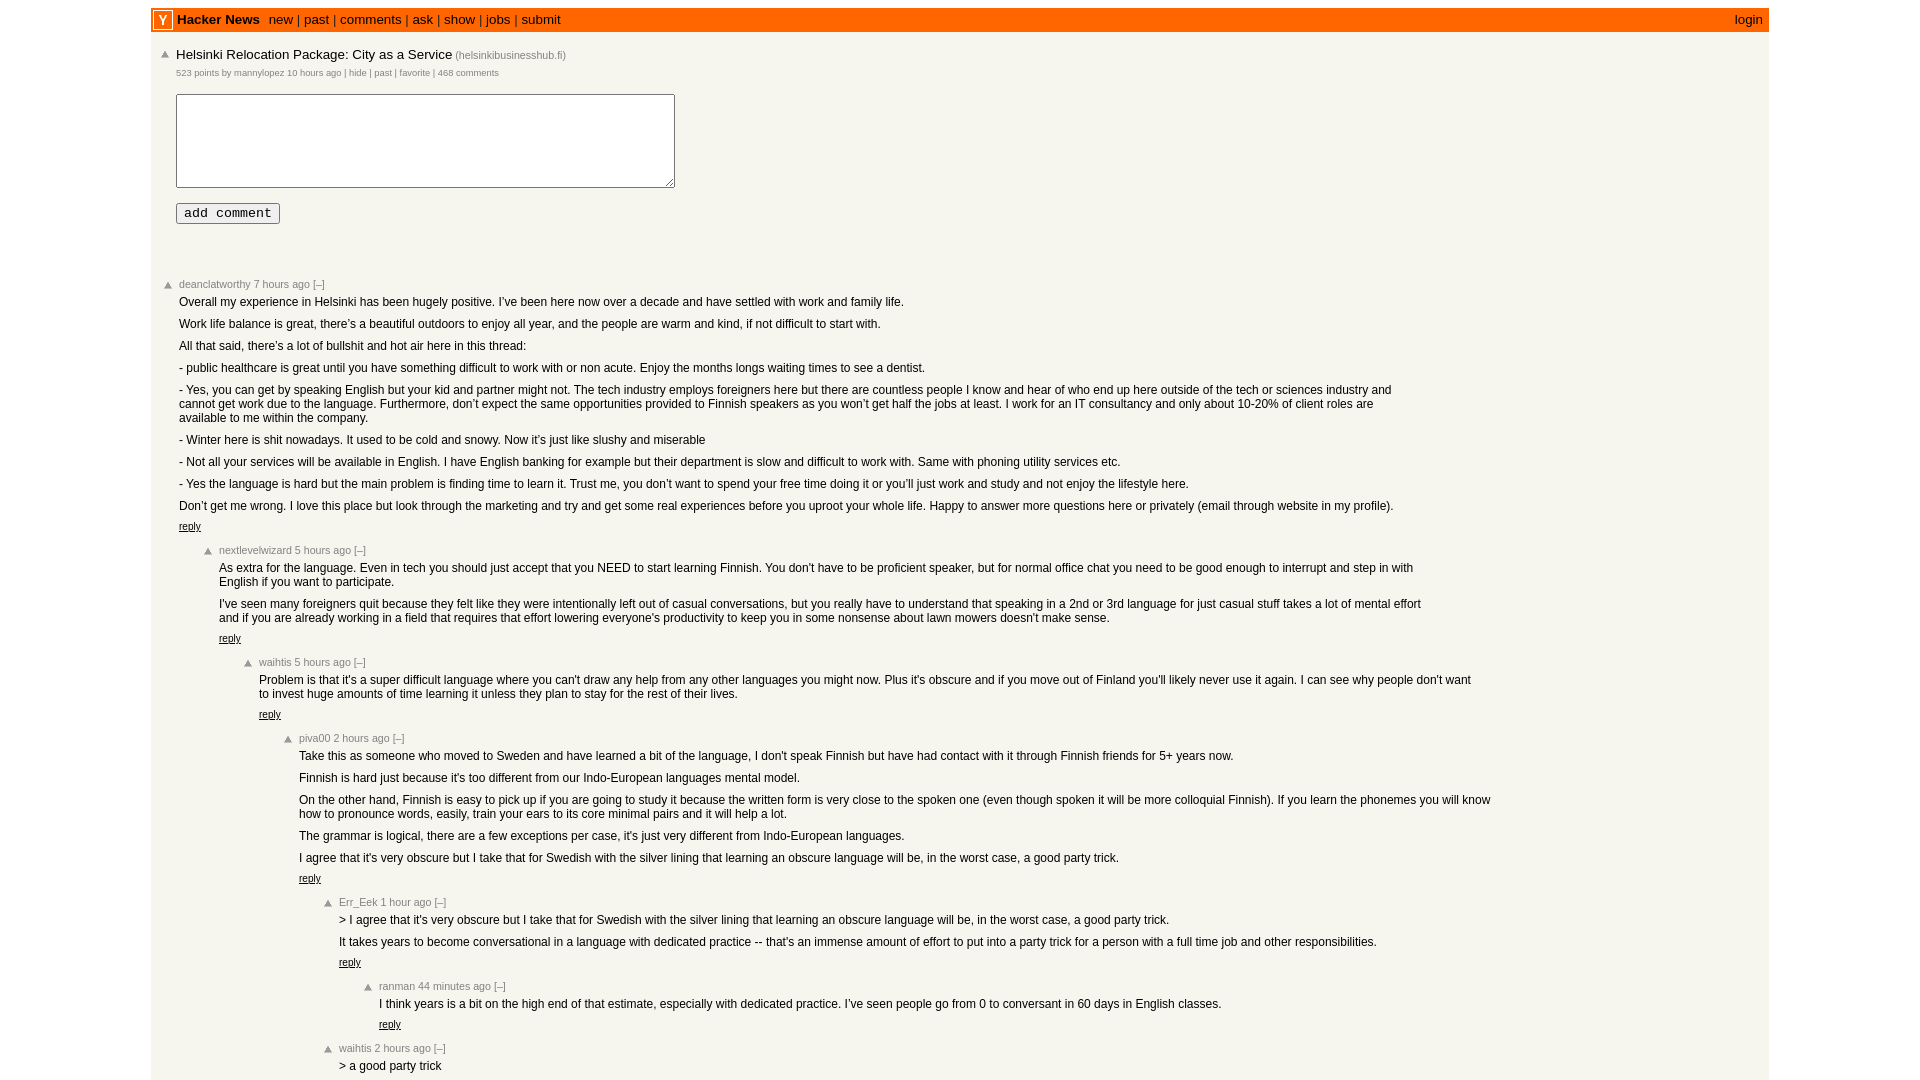 Y Hacker News new | past | comments | ask | show | jobs | submit login
Helsinki Relocation Package: City as a Service (helsinkibusinesshub.fi)
523 points by mannylopez 10 hours ago | hide | past | favorite | 468 comments
add comment
deanclatworthy 7 hours ago [–]
Overall my experience in Helsinki has been hugely positive. I’ve been here now over a decade and have settled with work and family life.
Work life balance is great, there’s a beautiful outdoors to enjoy all year, and the people are warm and kind, if not difficult to start with.
All that said, there’s a lot of bullshit and hot air here in this thread:
- public healthcare is great until you have something difficult to work with or non acute. Enjoy the months longs waiting times to see a dentist.
- Yes, you can get by speaking English but your kid and partner might not. The tech industry employs foreigners here but there are countless people I know and hear of who end up here outside of the tech or sciences industry and
cannot get work due to the language. Furthermore, don’t expect the same opportunities provided to Finnish speakers as you won’t get half the jobs at least. I work for an IT consultancy and only about 10-20% of client roles are
available to me within the company.
- Winter here is shit nowadays. It used to be cold and snowy. Now it’s just like slushy and miserable
- Not all your services will be available in English. I have English banking for example but their department is slow and difficult to work with. Same with phoning utility services etc.
- Yes the language is hard but the main problem is finding time to learn it. Trust me, you don’t want to spend your free time doing it or you’ll just work and study and not enjoy the lifestyle here.
Don’t get me wrong. I love this place but look through the marketing and try and get some real experiences before you uproot your whole life. Happy to answer more questions here or privately (email through website in my profile).
reply
nextlevelwizard 5 hours ago [–]
As extra for the language. Even in tech you should just accept that you NEED to start learning Finnish. You don't have to be proficient speaker, but for normal office chat you need to be good enough to interrupt and step in with
English if you want to participate.
I've seen many foreigners quit because they felt like they were intentionally left out of casual conversations, but you really have to understand that speaking in a 2nd or 3rd language for just casual stuff takes a lot of mental effort
and if you are already working in a field that requires that effort lowering everyone's productivity to keep you in some nonsense about lawn mowers doesn't make sense.
reply
waihtis 5 hours ago [–]
Problem is that it's a super difficult language where you can't draw any help from any other languages you might now. Plus it's obscure and if you move out of Finland you'll likely never use it again. I can see why people don't want
to invest huge amounts of time learning it unless they plan to stay for the rest of their lives.
reply
piva00 2 hours ago [–]
Take this as someone who moved to Sweden and have learned a bit of the language, I don't speak Finnish but have had contact with it through Finnish friends for 5+ years now.
Finnish is hard just because it's too different from our Indo-European languages mental model.
On the other hand, Finnish is easy to pick up if you are going to study it because the written form is very close to the spoken one (even though spoken it will be more colloquial Finnish). If you learn the phonemes you will know
how to pronounce words, easily, train your ears to its core minimal pairs and it will help a lot.
The grammar is logical, there are a few exceptions per case, it's just very different from Indo-European languages.
I agree that it's very obscure but I take that for Swedish with the silver lining that learning an obscure language will be, in the worst case, a good party trick.
reply
Err_Eek 1 hour ago [–]
> I agree that it's very obscure but I take that for Swedish with the silver lining that learning an obscure language will be, in the worst case, a good party trick.
It takes years to become conversational in a language with dedicated practice -- that's an immense amount of effort to put into a party trick for a person with a full time job and other responsibilities.
reply
ranman 44 minutes ago [–]
I think years is a bit on the high end of that estimate, especially with dedicated practice. I’ve seen people go from 0 to conversant in 60 days in English classes.
reply
waihtis 2 hours ago [–]
> a good party trick